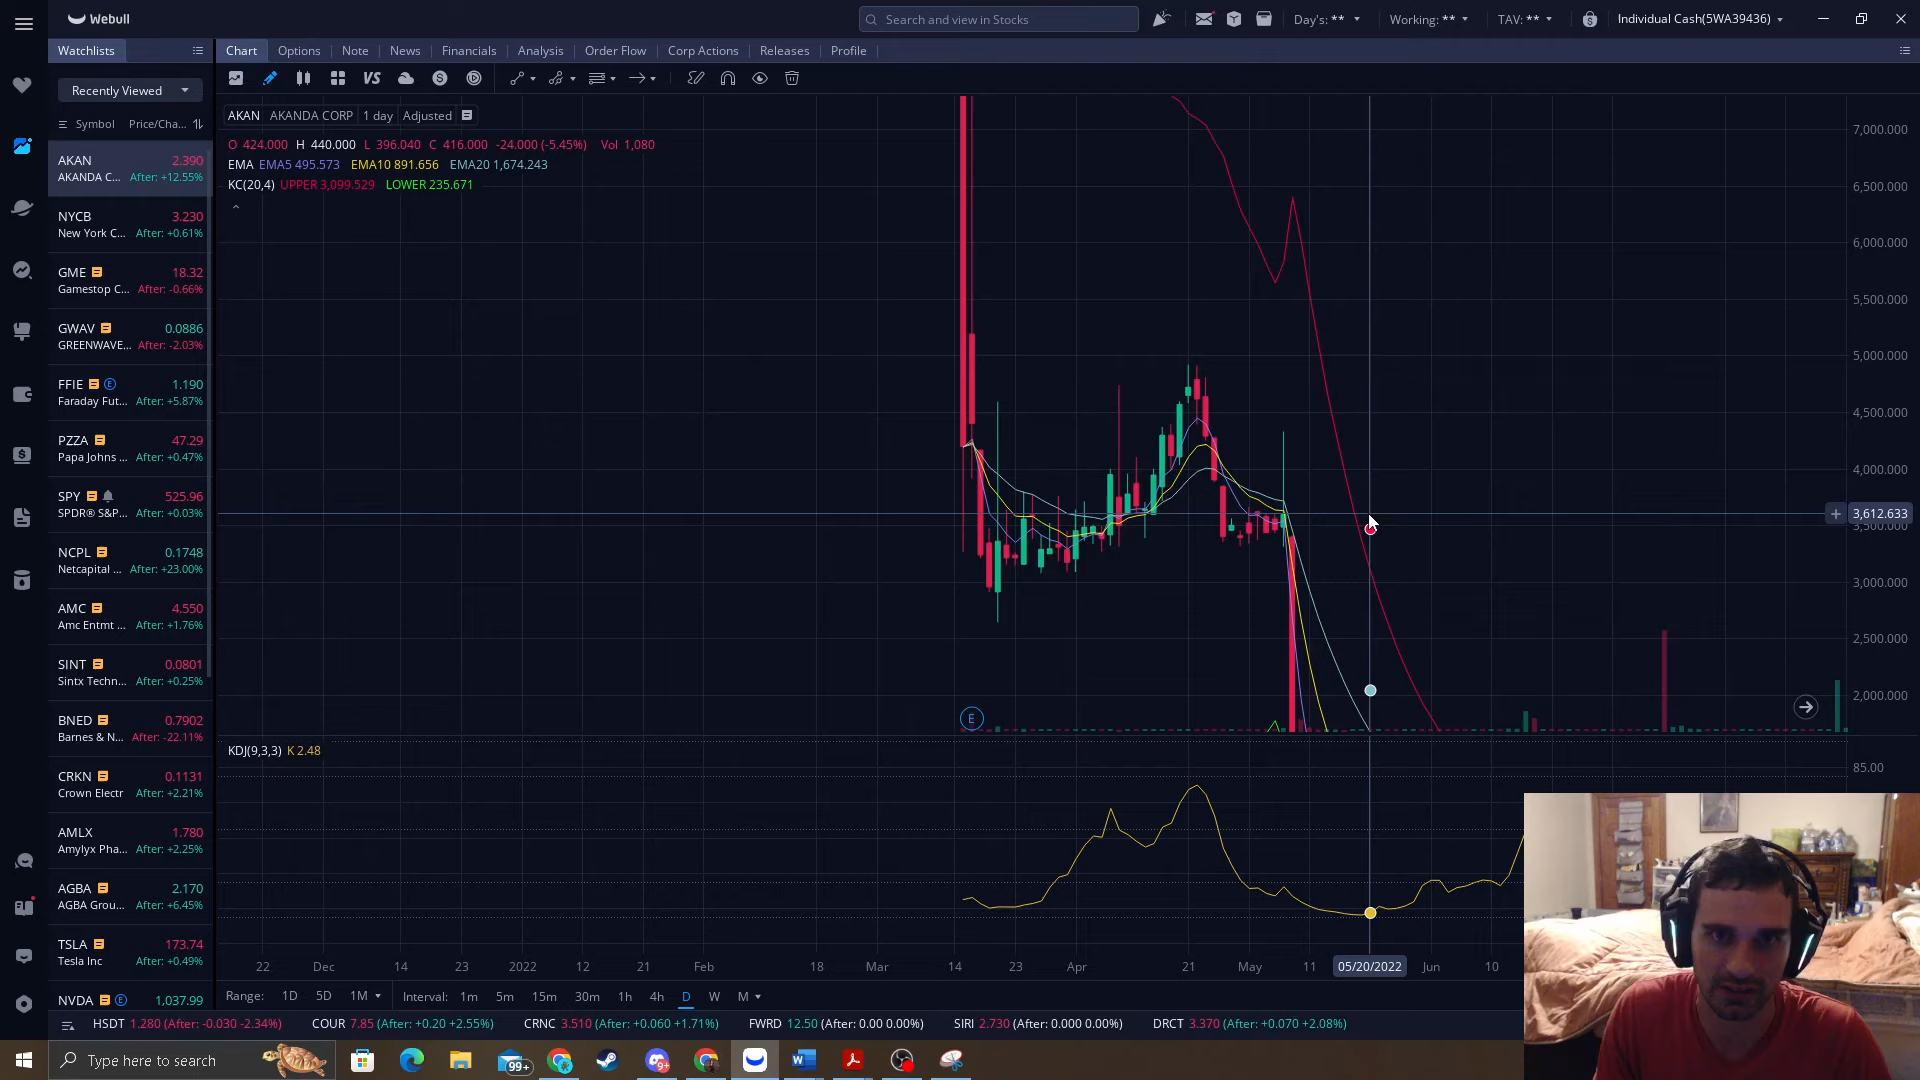 Webull
Search and view in Stocks
Day's: **
Working: **
TAV: **
Individual Cash(5WA39436)
Watchlists
Chart
Options
Note
News
Financials
Analysis
Order Flow
Corp Actions
Releases
Profile
Recently Viewed
VS
Symbol Price/Cha...
AKAN 2.390
AKANDA C... After: +12.55%
NYCB 3.230
New York C... After: +0.61%
GME 18.32
Gamestop C... After: -0.66%
GWAV 0.0886
GREENWAVE... After: -2.03%
FFIE E 1.190
Faraday Fut... After: +5.87%
PZZA 47.29
Papa Johns ... After: +0.47%
SPY 525.96
SPDR® S&P... After: +0.03%
NCPL 0.1748
Netcapital ... After: +23.00%
AMC 4.550
Amc Entmt ... After: +1.76%
SINT 0.0801
Sintx Techn... After: +0.25%
BNED 0.7902
Barnes & N... After: -22.11%
CRKN 0.1131
Crown Electr After: +2.21%
AMLX 1.780
Amylyx Pha... After: +2.25%
AGBA 2.170
AGBA Grou... After: +6.45%
TSLA 173.74
Tesla Inc After: +0.49%
NVDA E 1,037.99
AKAN AKANDA CORP 1 day Adjusted
O 424.000 H 440.000 L 396.040 C 416.000 -24.000 (-5.45%) Vol 1,080
EMA EMA5 495.573 EMA10 891.656 EMA20 1,674.243
KC(20,4) UPPER 3,099.529 LOWER 235.671
7,000.000
6,500.000
6,000.000
5,500.000
5,000.000
4,500.000
4,000.000
3,612.633
3,500.000
3,000.000
2,500.000
2,000.000
E
KDJ(9,3,3) K 2.48
85.00
22 Dec 14 23 2022 12 21 Feb 18 Mar 14 23 Apr 21 May 11 05/20/2022 Jun 10
Range: 1D 5D 1M Interval: 1m 5m 15m 30m 1h 4h D W M
HSDT 1.280 (After: -0.030 -2.34%) COUR 7.85 (After: +0.20 +2.55%) CRNC 3.510 (After: +0.060 +1.71%) FWRD 12.50 (After: 0.00 0.00%) SIRI 2.730 (After: 0.000 0.00%) DRCT 3.370 (After: +0.070 +2.08%)
Type here to search
99+
9+